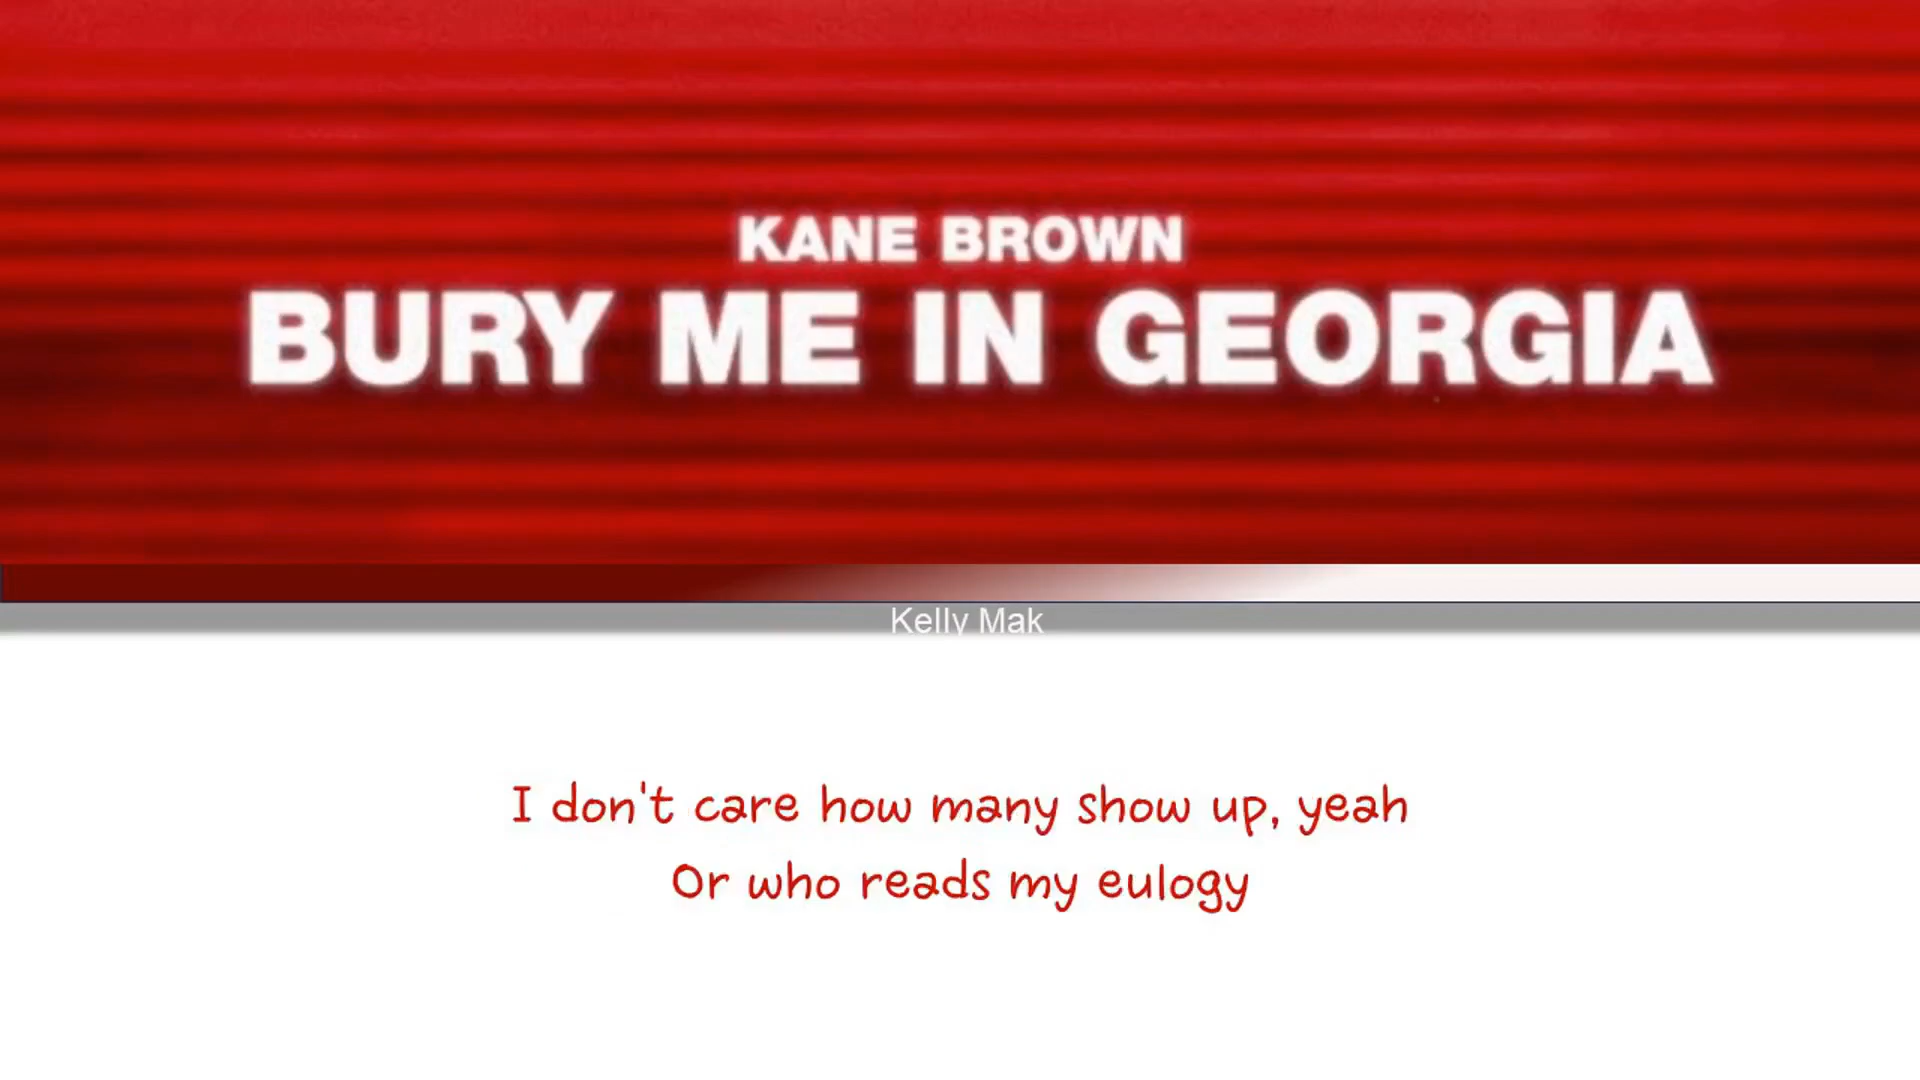 KANE BROWN
BURY ME IN GEORGIA
Kelly Mak
I don't care how many show up, yeah
Or who reads my eulogy